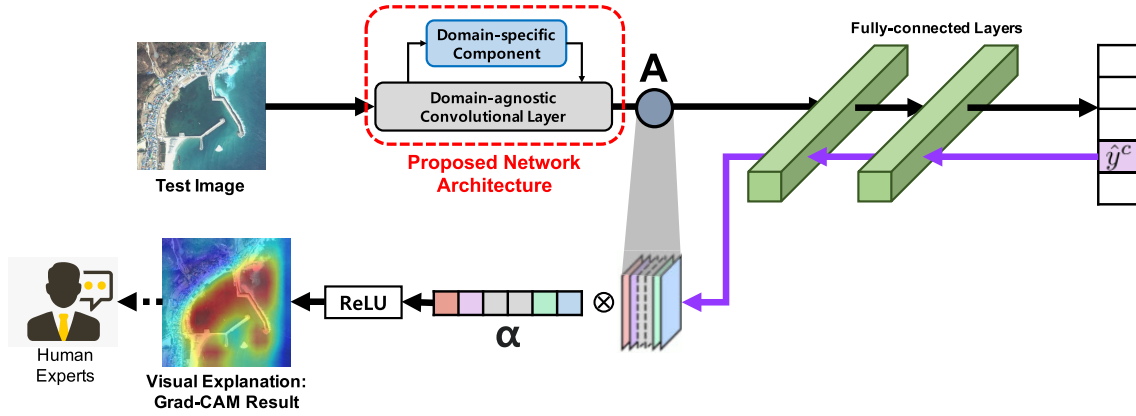 Domain-specific
Component
Domain-agnostic
Convolutional Layer
A
Fully-connected Layers
Test Image
Proposed Network
Architecture
ŷᶜ
ReLU
⊗
α
Human
Experts
Visual Explanation:
Grad-CAM Result